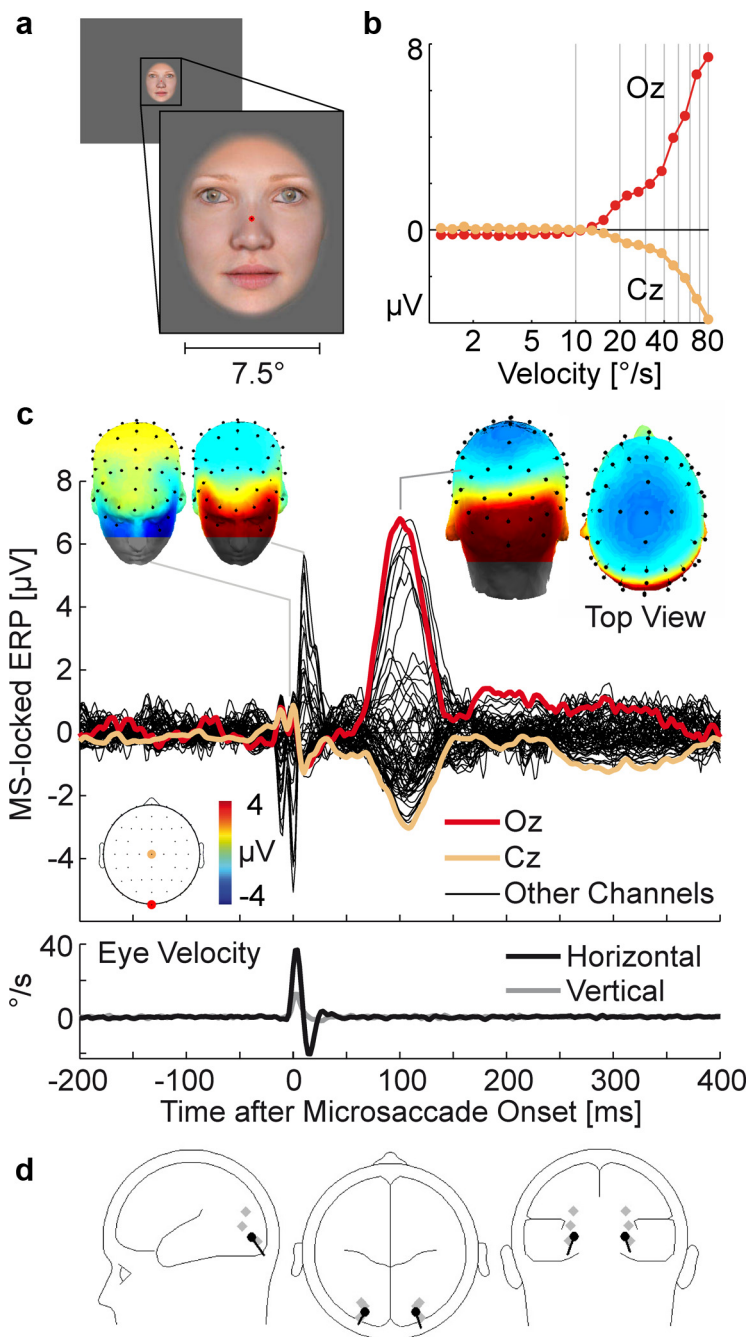 a
7.5°
b
8
Oz
0
Cz
µV
2 5 10 20 40 80
Velocity [°/s]
c
8
6
4
2
0
-2
-4
MS-locked ERP [µV]
Top View
4
µV
-4
Oz
Cz
Other Channels
40
0
°/s
Eye Velocity
Horizontal
Vertical
-200 -100 0 100 200 300 400
Time after Microsaccade Onset [ms]
d